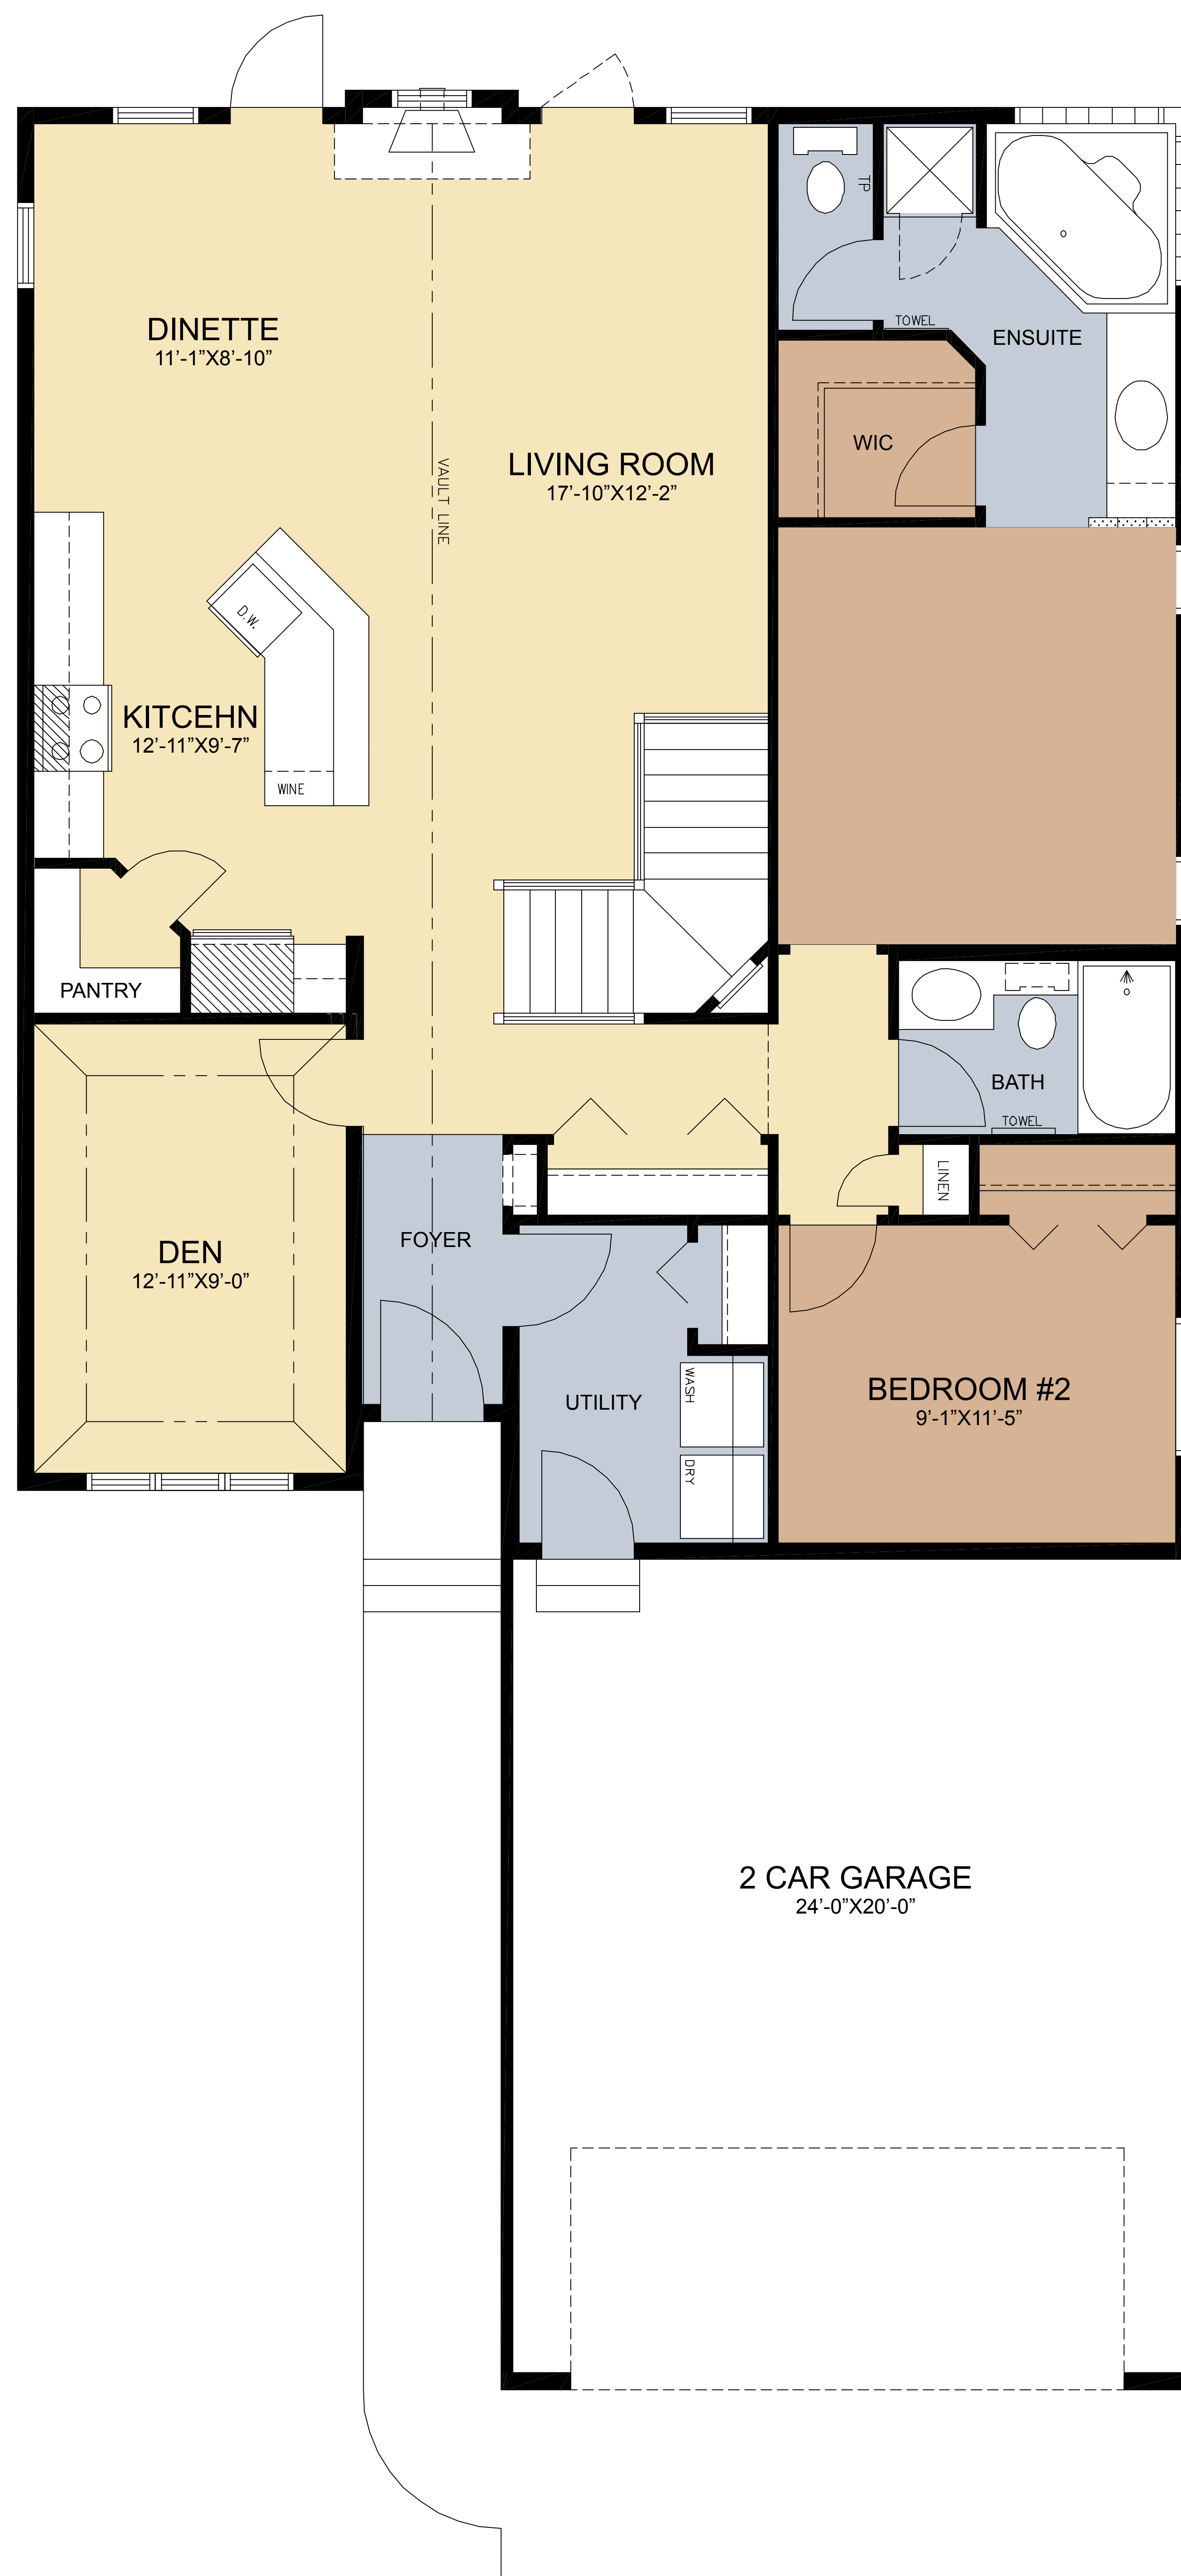 TP
TOWEL
ENSUITE
DINETTE
11’-1”X8’-10”
WIC
LIVING ROOM
17’-10”X12’-2”
VAULT LINE
D.W.
KITCEHN
12’-11”X9’-7”
WINE
PANTRY
BATH
TOWEL
LINEN
FOYER
DEN
12’-11”X9’-0”
UTILITY
WASH
DRY
BEDROOM #2
9’-1”X11’-5”
2 CAR GARAGE
24’-0”X20’-0”